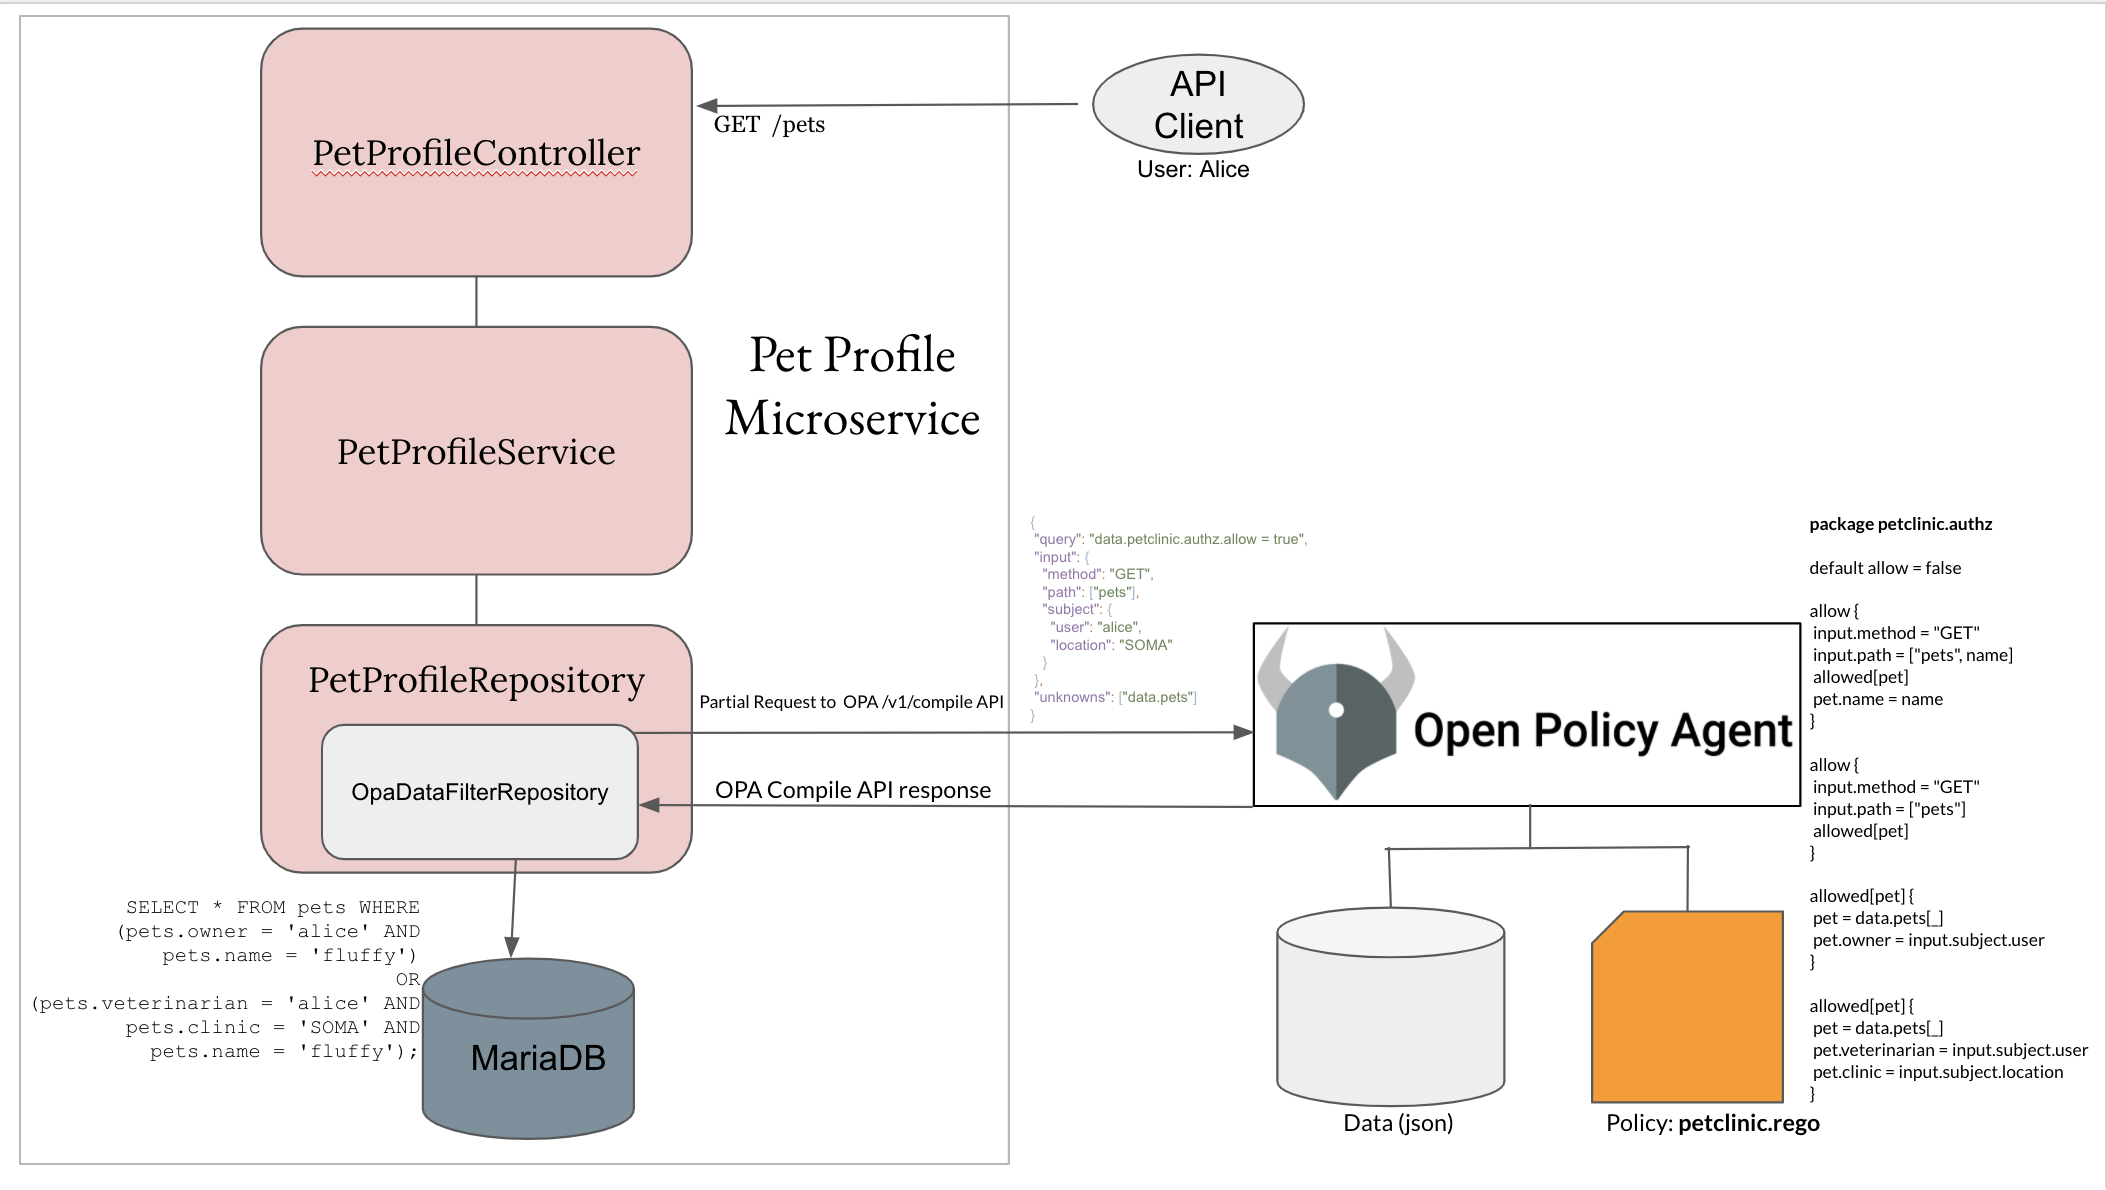 PetProfileController
GET  /pets
API
Client
User: Alice
Pet Profile
Microservice
PetProfileService
PetProfileRepository
OpaDataFilterRepository
Partial Request to  OPA /v1/compile API
OPA Compile API response
{
"query": "data.petclinic.authz.allow = true",
"input": {
"method": "GET",
"path": ["pets"],
"subject": {
"user": "alice",
"location": "SOMA"
}
},
"unknowns": ["data.pets"]
}
Open Policy Agent
SELECT * FROM pets WHERE
(pets.owner = 'alice' AND
pets.name = 'fluffy')
OR
(pets.veterinarian = 'alice' AND
pets.clinic = 'SOMA' AND
pets.name = 'fluffy');
MariaDB
Data (json)
Policy: petclinic.rego
package petclinic.authz
default allow = false
allow {
input.method = "GET"
input.path = ["pets", name]
allowed[pet]
pet.name = name
}
allow {
input.method = "GET"
input.path = ["pets"]
allowed[pet]
}
allowed[pet] {
pet = data.pets[_]
pet.owner = input.subject.user
}
allowed[pet] {
pet = data.pets[_]
pet.veterinarian = input.subject.user
pet.clinic = input.subject.location
}